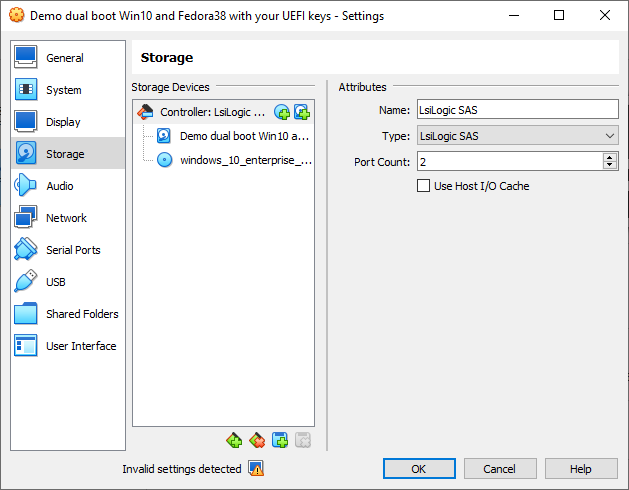 Demo dual boot Win10 and Fedora38 with your UEFI keys - Settings
General
System
Display
Storage
Audio
Network
Serial Ports
USB
Shared Folders
User Interface
Storage
Storage Devices
Controller: LsiLogic ...
Demo dual boot Win10 a...
windows_10_enterprise_...
Attributes
Name: LsiLogic SAS
Type: LsiLogic SAS
Port Count: 2
Use Host I/O Cache
Invalid settings detected
OK
Cancel
Help